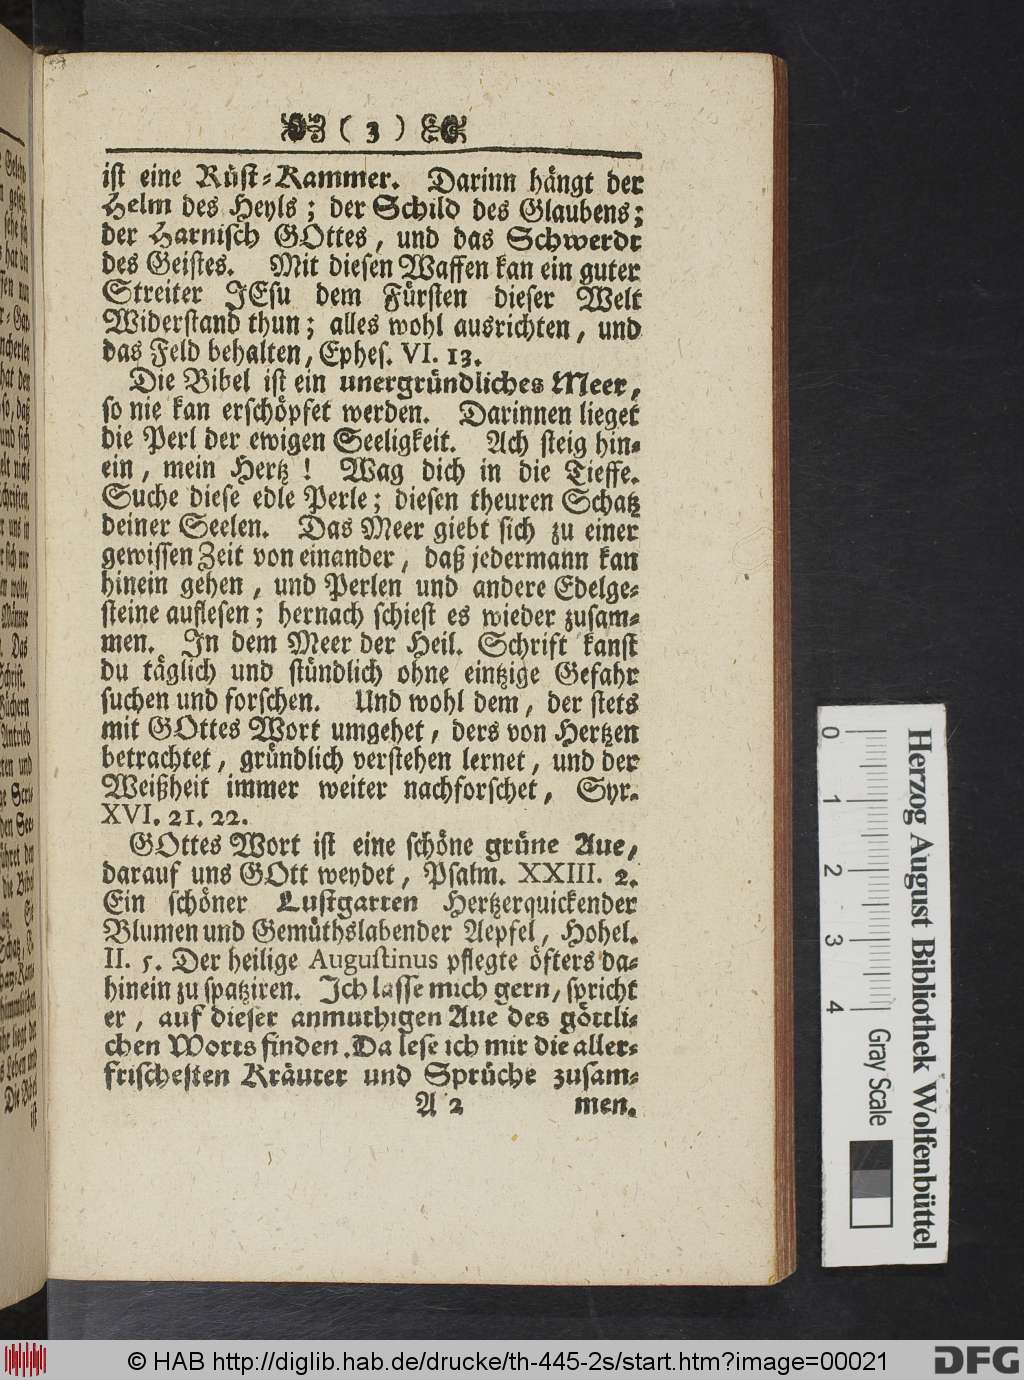 ( 3 )
ist eine Rüst-Kammer. Darinn hängt der
Helm des Heyls; der Schild des Glaubens;
der Harnisch GOttes, und das Schwerdt
des Geistes. Mit diesen Waffen kan ein guter
Streiter JEsu dem Fürsten dieser Welt
Widerstand thun; alles wohl ausrichten, und
das Feld behalten, Ephes. VI. 13.
Die Bibel ist ein unergründliches Meer,
so nie kan erschöpfet werden. Darinnen lieget
die Perl der ewigen Seeligkeit. Ach steig hin-
ein, mein Hertz! Wag dich in die Tieffe.
Suche diese edle Perle; diesen theuren Schatz
deiner Seelen. Das Meer giebt sich zu einer
gewissen Zeit von einander, daß jedermann kan
hinein gehen, und Perlen und andere Edelge-
steine auflesen; hernach schiest es wieder zusam-
men. In dem Meer der Heil. Schrift kanst
du täglich und stündlich ohne eintzige Gefahr
suchen und forschen. Und wohl dem, der stets
mit GOttes Wort umgehet, ders von Hertzen
betrachtet, gründlich verstehen lernet, und der
Weißheit immer weiter nachforschet, Syr.
XVI. 21. 22.
GOttes Wort ist eine schöne grüne Aue,
darauf uns GOtt weydet, Psalm. XXIII. 2.
Ein schöner Lustgarten Hertzerquickender
Blumen und Gemüthslabender Aepfel, Hohel.
II. 5. Der heilige Augustinus pflegte öfters da-
hinein zu spatziren. Ich lasse mich gern, spricht
er, auf dieser anmuthigen Aue des göttli-
chen Worts finden. Da lese ich mir die aller-
frischesten Kräuter und Sprüche zusam-
A 2 men.
0 1 2 3 4 Gray Scale
Herzog August Bibliothek Wolfenbüttel
© HAB http://diglib.hab.de/drucke/th-445-2s/start.htm?image=00021
DFG